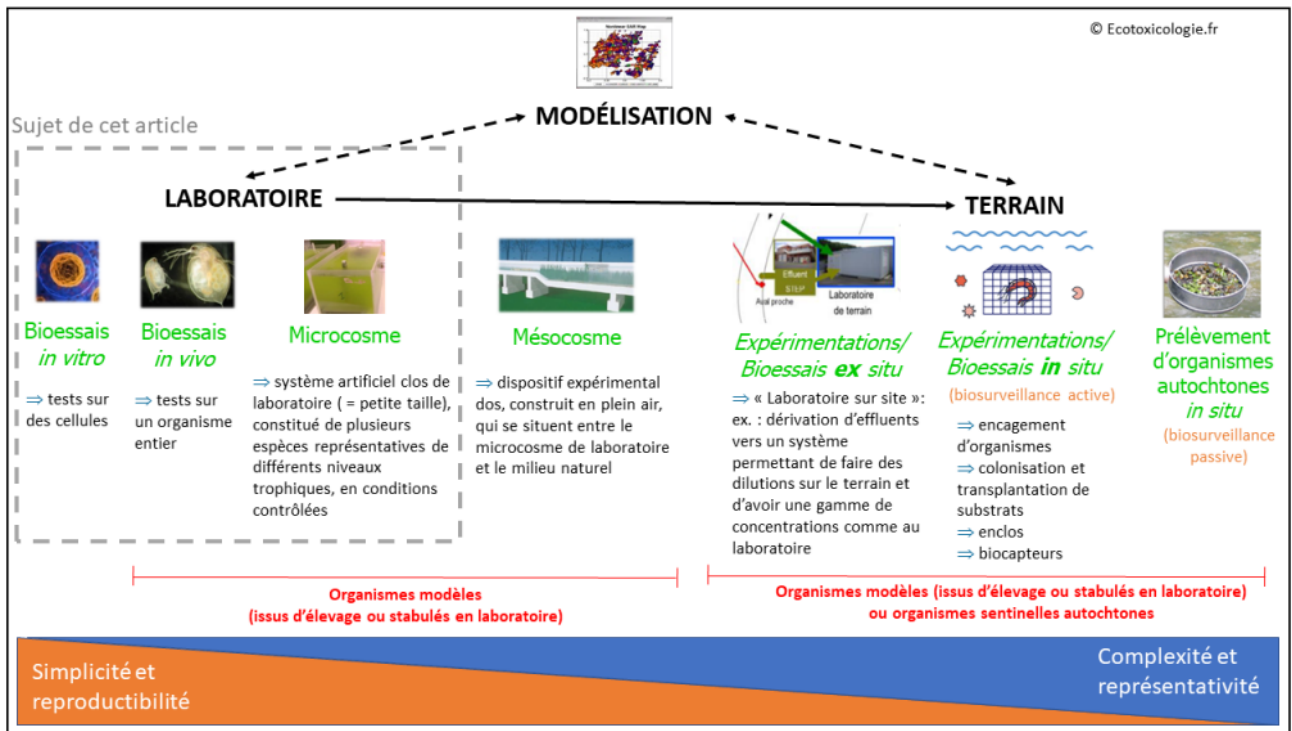 © Ecotoxicologie.fr
MODÉLISATION
Sujet de cet article
LABORATOIRE
TERRAIN
Effluent
STEP
Aval proche
Laboratoire
de terrain
Bioessais
in vitro
⇒ tests sur
des cellules
Bioessais
in vivo
⇒ tests sur
un organisme
entier
Microcosme
⇒ système artificiel clos de
laboratoire ( = petite taille),
constitué de plusieurs
espèces représentatives de
différents niveaux
trophiques, en conditions
contrôlées
Mésocosme
⇒ dispositif expérimental
dos, construit en plein air,
qui se situent entre le
microcosme de laboratoire
et le milieu naturel
Expérimentations/
Bioessais ex situ
⇒ « Laboratoire sur site »:
ex. : dérivation d’effluents
vers un système
permettant de faire des
dilutions sur le terrain et
d’avoir une gamme de
concentrations comme au
laboratoire
Expérimentations/
Bioessais in situ
(biosurveillance active)
⇒ encagement
d’organismes
⇒ colonisation et
transplantation de
substrats
⇒ enclos
⇒ biocapteurs
Prélèvement
d’organismes
autochtones
in situ
(biosurveillance
passive)
Organismes modèles
(issus d’élevage ou stabulés en laboratoire)
Organismes modèles (issus d’élevage ou stabulés en laboratoire)
ou organismes sentinelles autochtones
Simplicité et
reproductibilité
Complexité et
représentativité